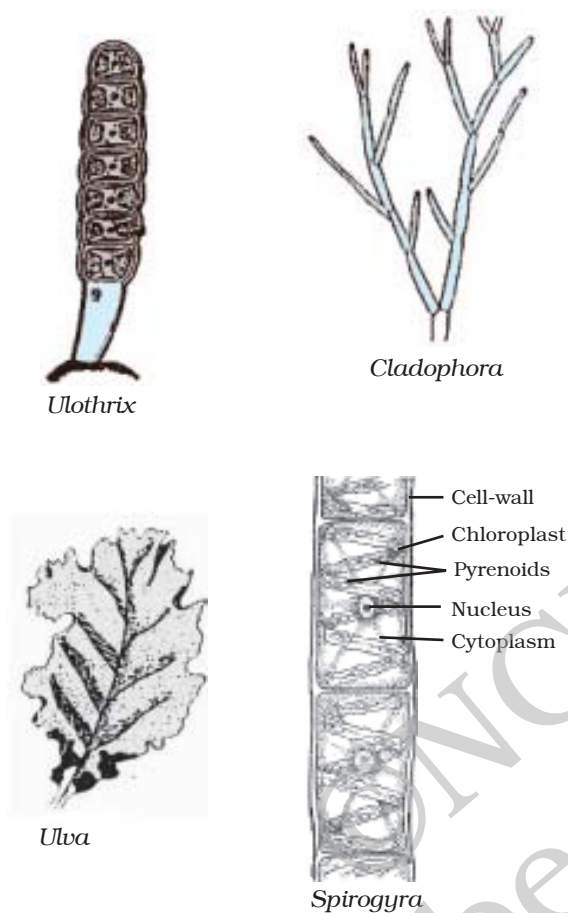 Ulothrix
Cladophora
Cell-wall
Chloroplast
Pyrenoids
Nucleus
Cytoplasm
Ulva
Spirogyra